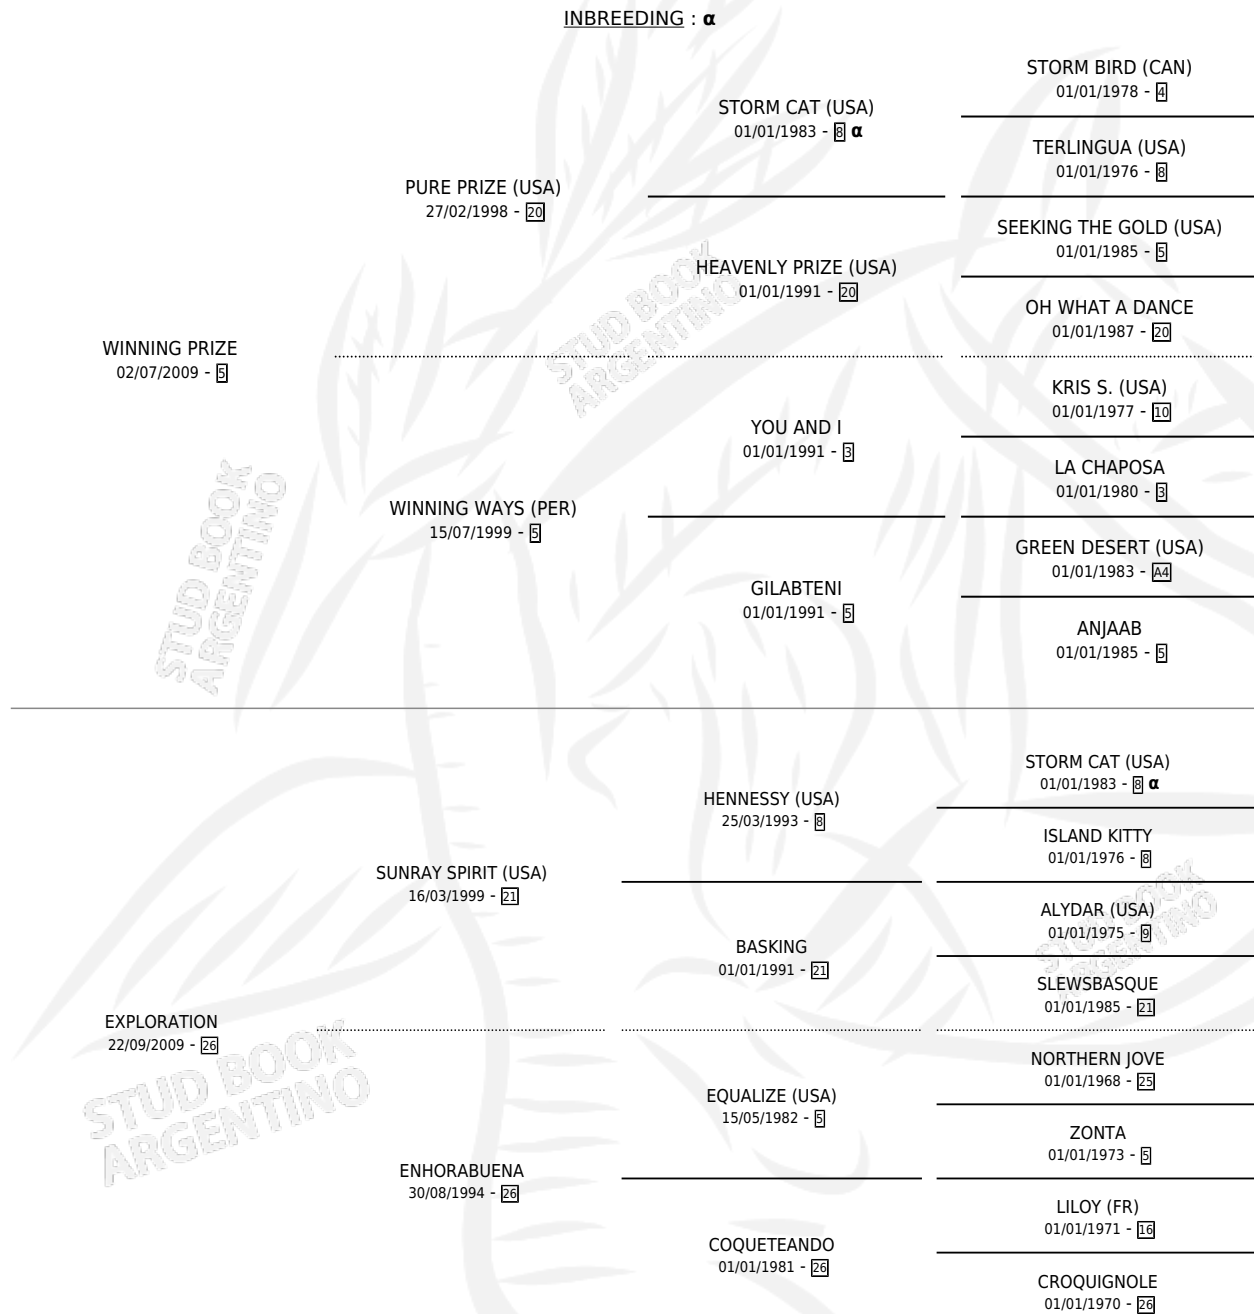 INBREEDING : α
STORM BIRD (CAN)
01/01/1978 - 4
STORM CAT (USA)
01/01/1983 - 8 α
TERLINGUA (USA)
01/01/1976 - 8
PURE PRIZE (USA)
27/02/1998 - 20
SEEKING THE GOLD (USA)
01/01/1985 - 5
HEAVENLY PRIZE (USA)
01/01/1991 - 20
OH WHAT A DANCE
01/01/1987 - 20
WINNING PRIZE
02/07/2009 - 5
KRIS S. (USA)
01/01/1977 - 10
YOU AND I
01/01/1991 - 3
LA CHAPOSA
01/01/1980 - 3
WINNING WAYS (PER)
15/07/1999 - 5
GREEN DESERT (USA)
01/01/1983 - A4
GILABTENI
01/01/1991 - 5
ANJAAB
01/01/1985 - 5
STORM CAT (USA)
01/01/1983 - 8 α
HENNESSY (USA)
25/03/1993 - 8
ISLAND KITTY
01/01/1976 - 8
SUNRAY SPIRIT (USA)
16/03/1999 - 21
ALYDAR (USA)
01/01/1975 - 9
BASKING
01/01/1991 - 21
SLEWSBASQUE
01/01/1985 - 21
EXPLORATION
22/09/2009 - 26
NORTHERN JOVE
01/01/1968 - 25
EQUALIZE (USA)
15/05/1982 - 5
ZONTA
01/01/1973 - 5
ENHORABUENA
30/08/1994 - 26
LILOY (FR)
01/01/1971 - 16
COQUETEANDO
01/01/1981 - 26
CROQUIGNOLE
01/01/1970 - 26
STUD BOOK
ARGENTINO
STUD BOOK
ARGENTINO
STUD BOOK
ARGENTINO
STUD BOOK
ARGENTINO